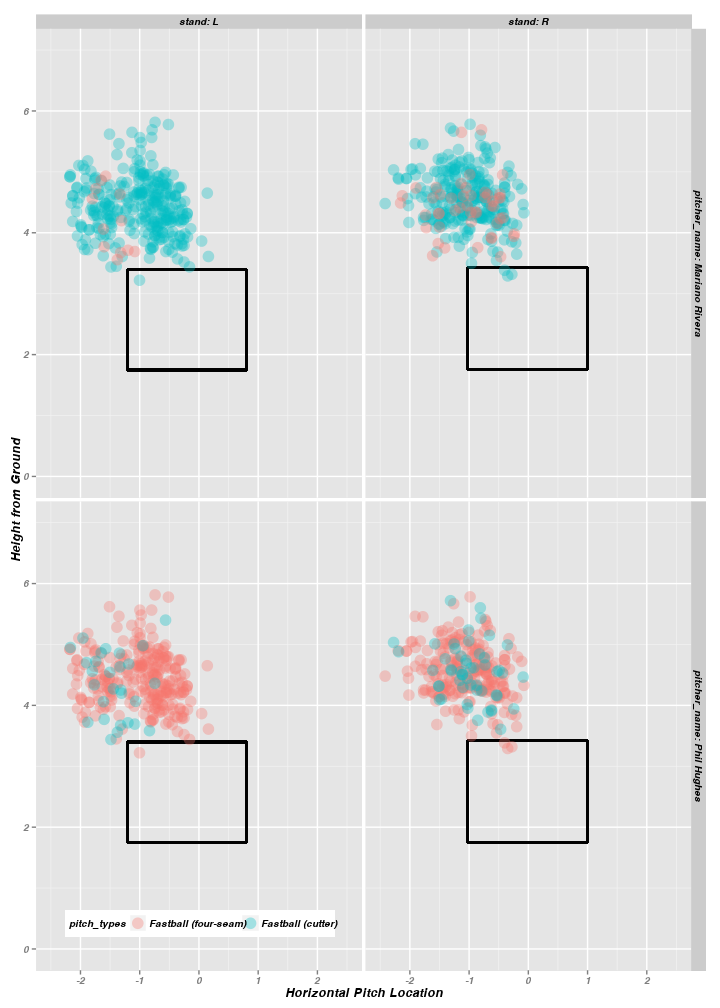 stand: L stand: R
6
4
2
0
pitcher_name: Mariano Rivera
Height from Ground
6
4
2
0
pitcher_name: Phil Hughes
pitch_types Fastball (four-seam) Fastball (cutter)
-2 -1 0 1 2 -2 -1 0 1 2
Horizontal Pitch Location